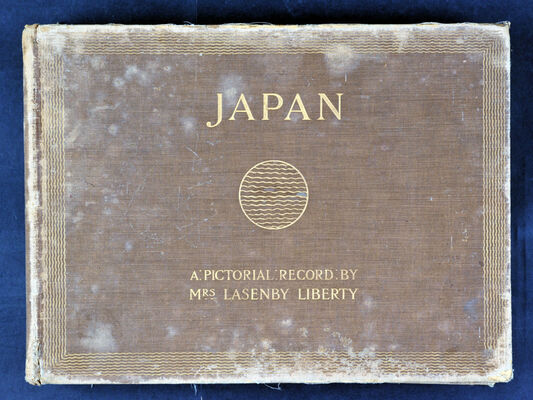 JAPAN
A:PICTORIAL:RECORD:BY
MRS LASENBY LIBERTY